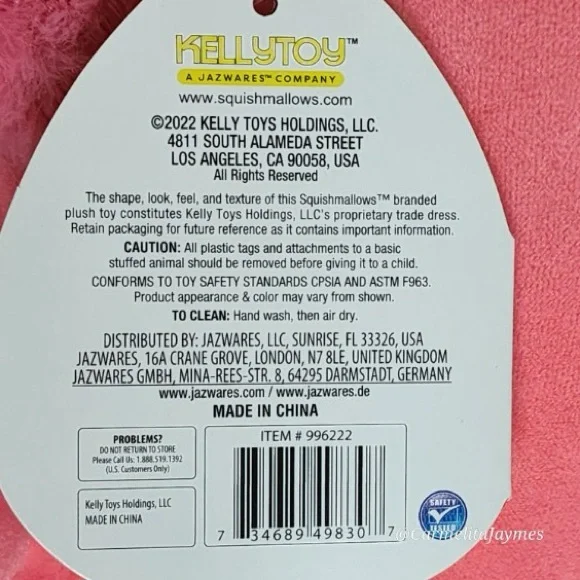 KELLYTOY™
A JAZWARES™ COMPANY
www.squishmallows.com
©2022 KELLY TOYS HOLDINGS, LLC.
4811 SOUTH ALAMEDA STREET
LOS ANGELES, CA 90058, USA
All Rights Reserved
The shape, look, feel, and texture of this Squishmallows™ branded
plush toy constitutes Kelly Toys Holdings, LLC's proprietary trade dress.
Retain packaging for future reference as it contains important information.
CAUTION: All plastic tags and attachments to a basic
stuffed animal should be removed before giving it to a child.
CONFORMS TO TOY SAFETY STANDARDS CPSIA AND ASTM F963.
Product appearance & color may vary from shown.
TO CLEAN: Hand wash, then air dry.
DISTRIBUTED BY: JAZWARES, LLC, SUNRISE, FL 33326, USA
JAZWARES, 16A CRANE GROVE, LONDON, N7 8LE, UNITED KINGDOM
JAZWARES GMBH, MINA-REES-STR. 8, 64295 DARMSTADT, GERMANY
www.jazwares.com / www.jazwares.de
MADE IN CHINA
PROBLEMS?
DO NOT RETURN TO STORE
Please Call Us: 1.888.519.1392
(U.S. Customers Only)
Kelly Toys Holdings, LLC
MADE IN CHINA
ITEM # 996222
7 34689 49830 7
SAFETY
TESTED
@CarmelitaJaymes